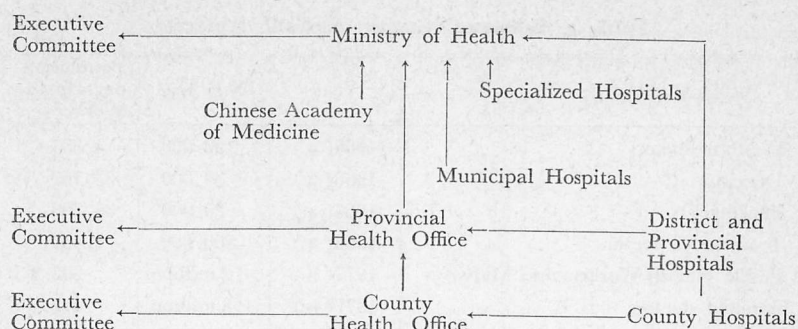 Executive
Committee
Ministry of Health
Chinese Academy
of Medicine
Specialized Hospitals
Municipal Hospitals
Executive
Committee
Provincial
Health Office
District and
Provincial
Hospitals
Executive
Committee
County
Health Office
County Hospitals